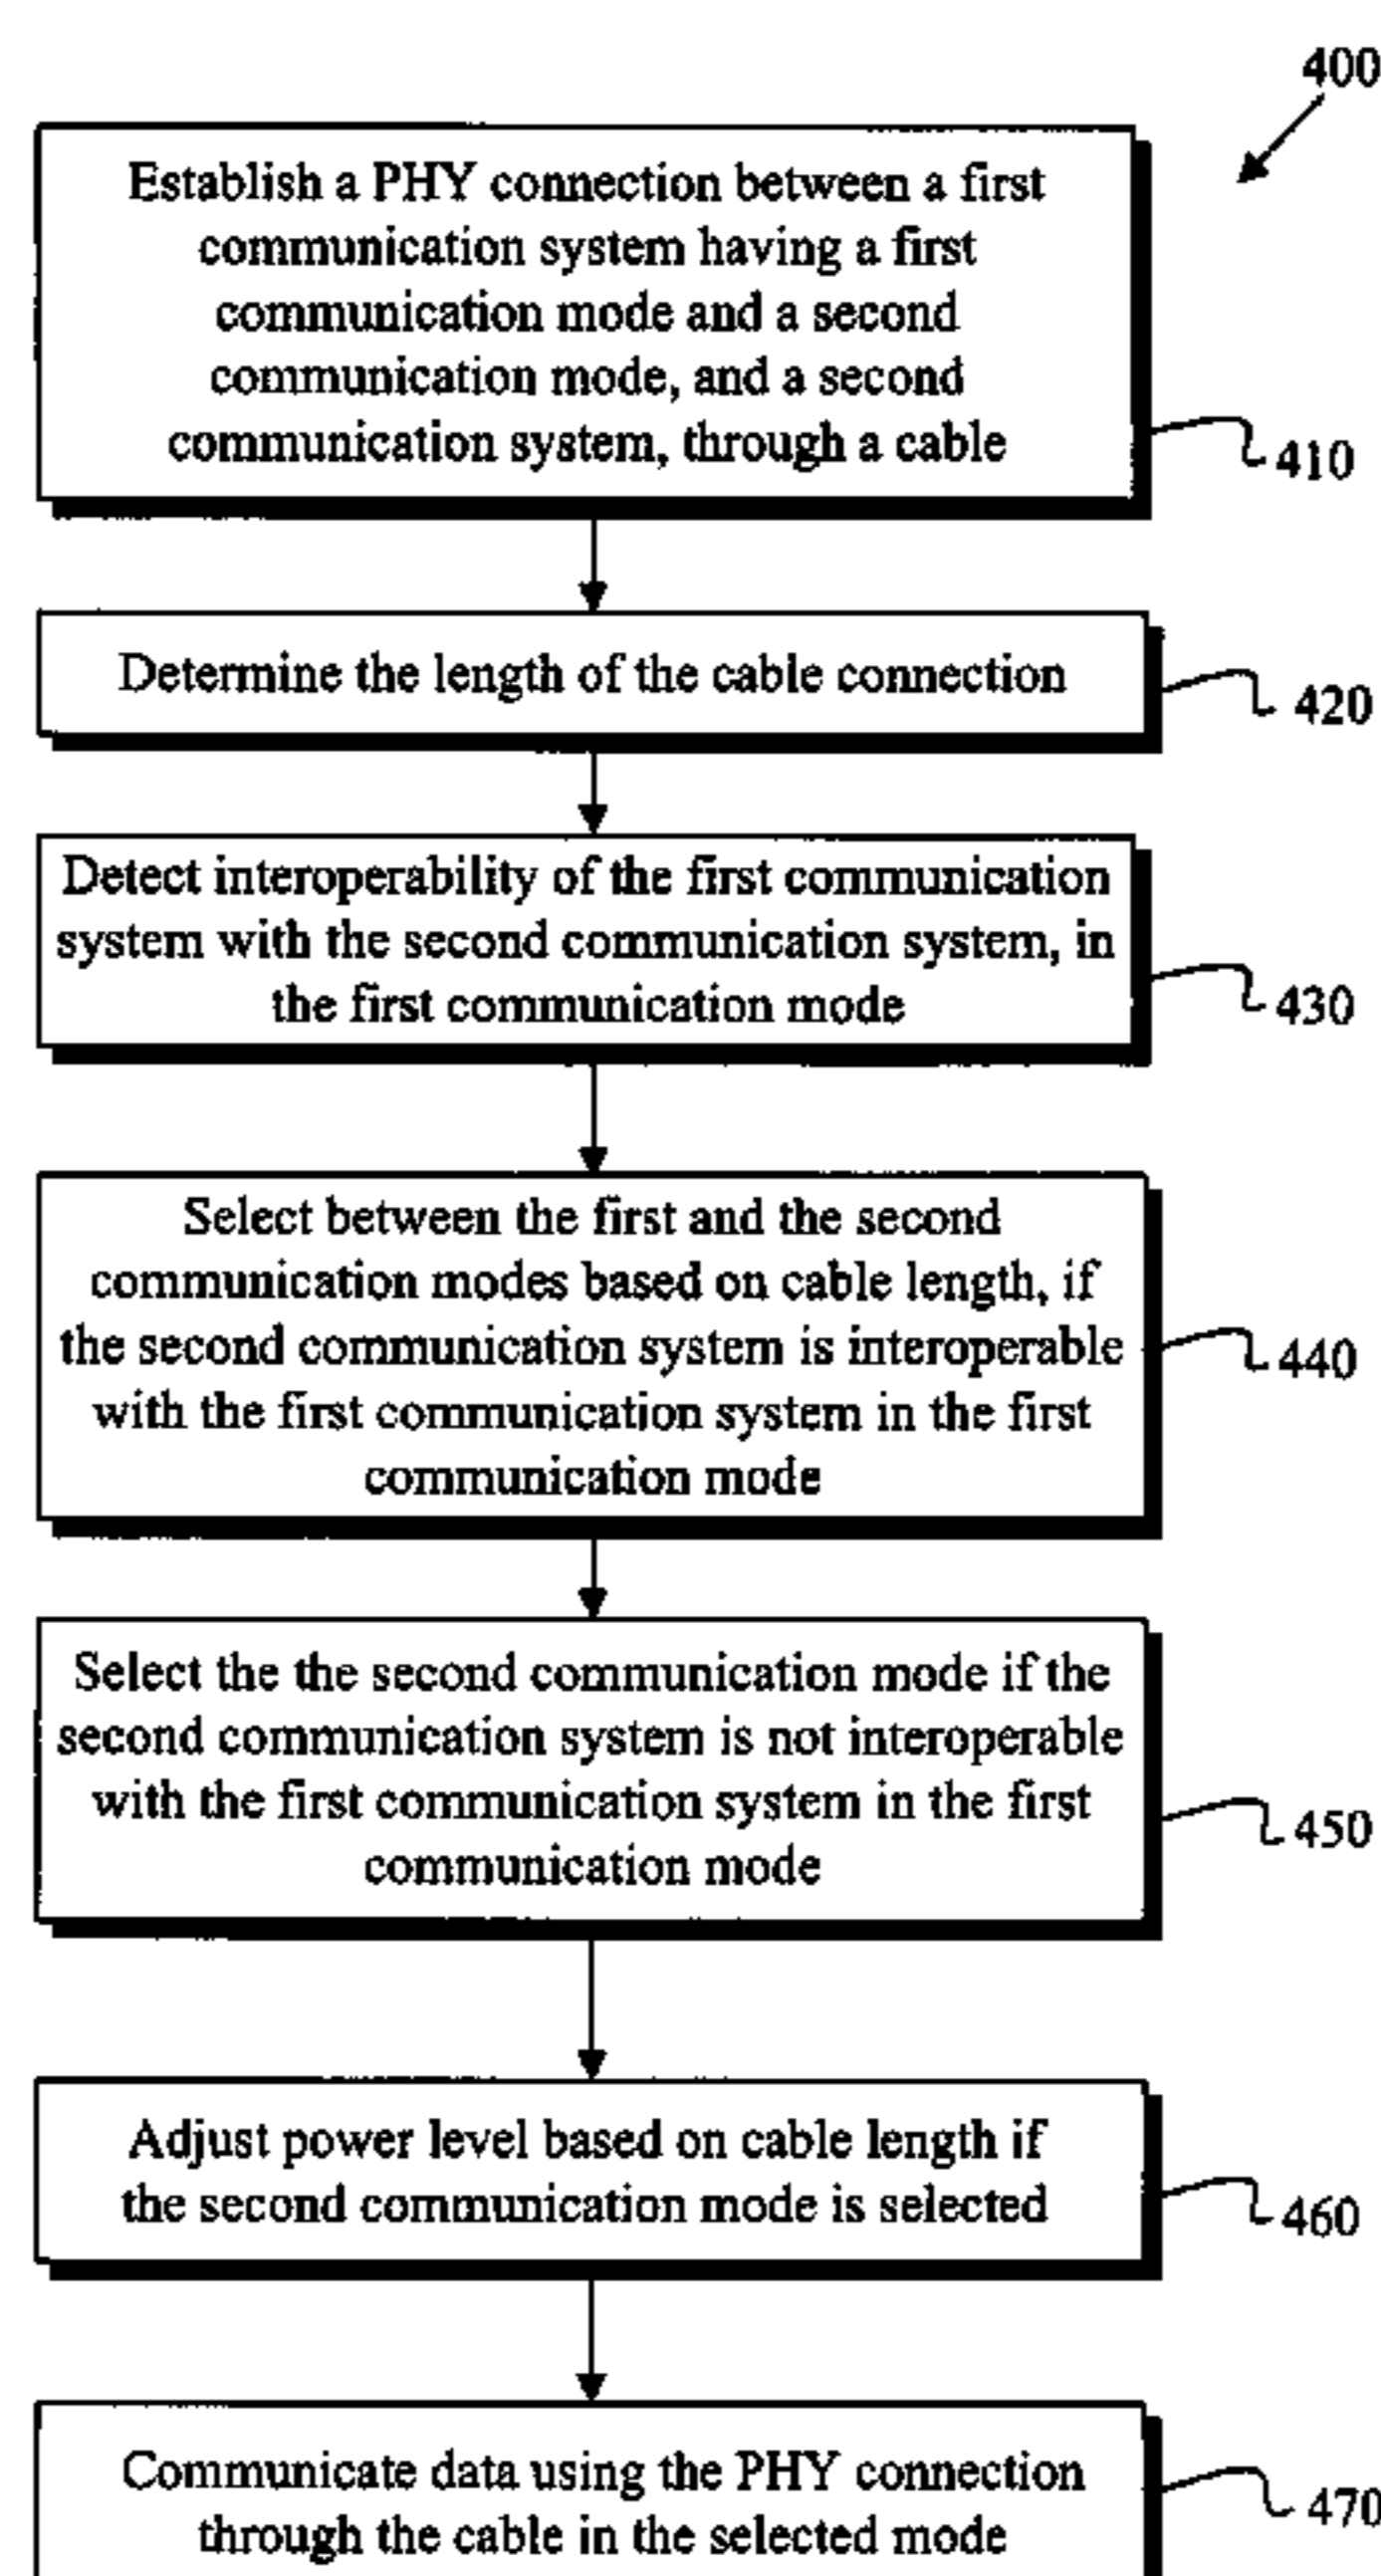 400
Establish a PHY connection between a first
communication system having a first
communication mode and a second
communication mode, and a second
communication system, through a cable
410
Determine the length of the cable connection
420
Detect interoperability of the first communication
system with the second communication system, in
the first communication mode
430
Select between the first and the second
communication modes based on cable length, if
the second communication system is interoperable
with the first communication system in the first
communication mode
440
Select the the second communication mode if the
second communication system is not interoperable
with the first communication system in the first
communication mode
450
Adjust power level based on cable length if
the second communication mode is selected
460
Communicate data using the PHY connection
through the cable in the selected mode
470